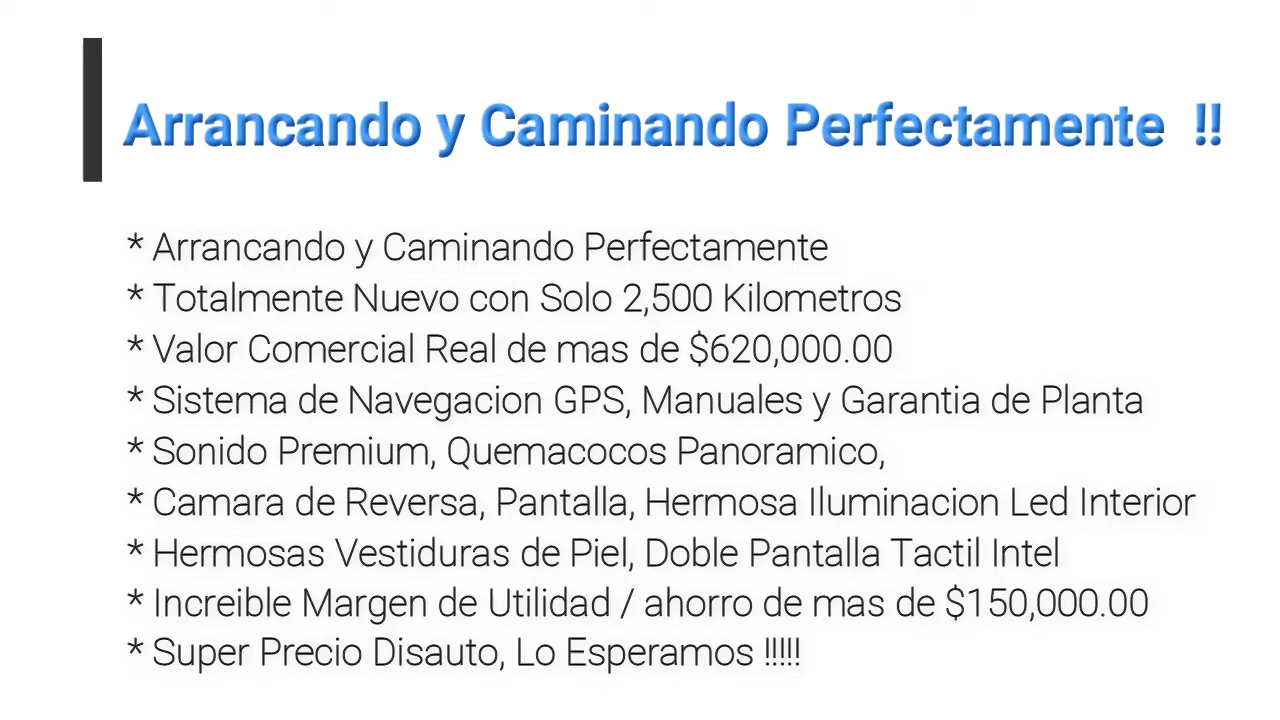 Arrancando y Caminando Perfectamente !!
* Arrancando y Caminando Perfectamente
* Totalmente Nuevo con Solo 2,500 Kilometros
* Valor Comercial Real de mas de $620,000.00
* Sistema de Navegacion GPS, Manuales y Garantia de Planta
* Sonido Premium, Quemacocos Panoramico,
* Camara de Reversa, Pantalla, Hermosa Iluminacion Led Interior
* Hermosas Vestiduras de Piel, Doble Pantalla Tactil Intel
* Increible Margen de Utilidad / ahorro de mas de $150,000.00
* Super Precio Disauto, Lo Esperamos !!!!!